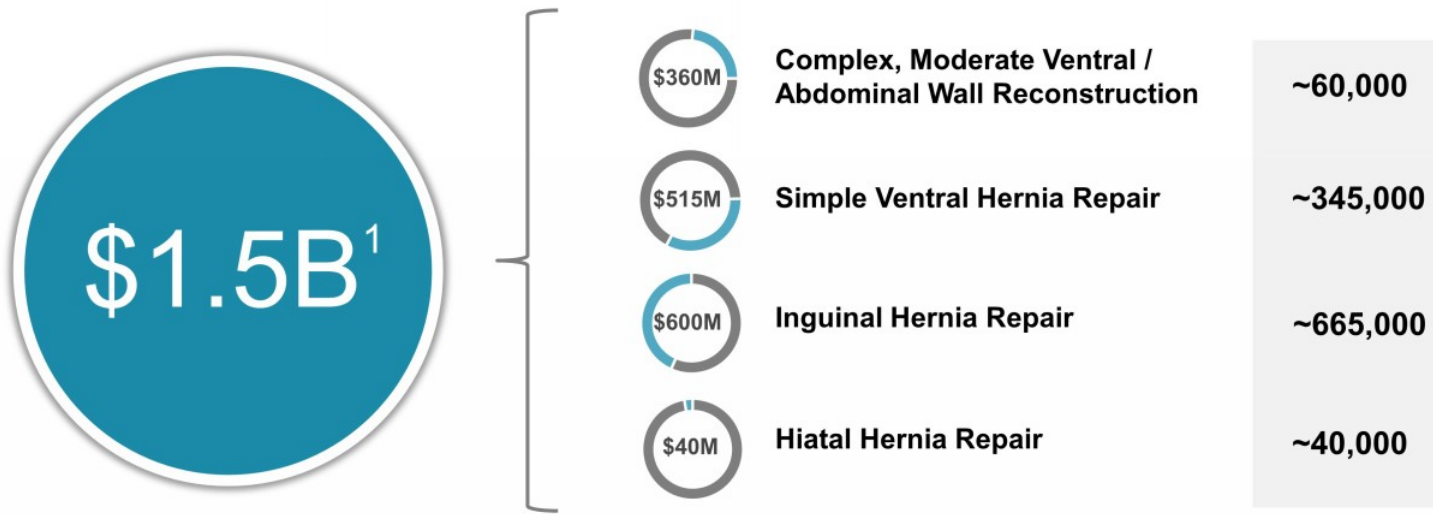 $1.5B1
$360M
Complex, Moderate Ventral /
Abdominal Wall Reconstruction
~60,000
$515M
Simple Ventral Hernia Repair
~345,000
$600M
Inguinal Hernia Repair
~665,000
$40M
Hiatal Hernia Repair
~40,000